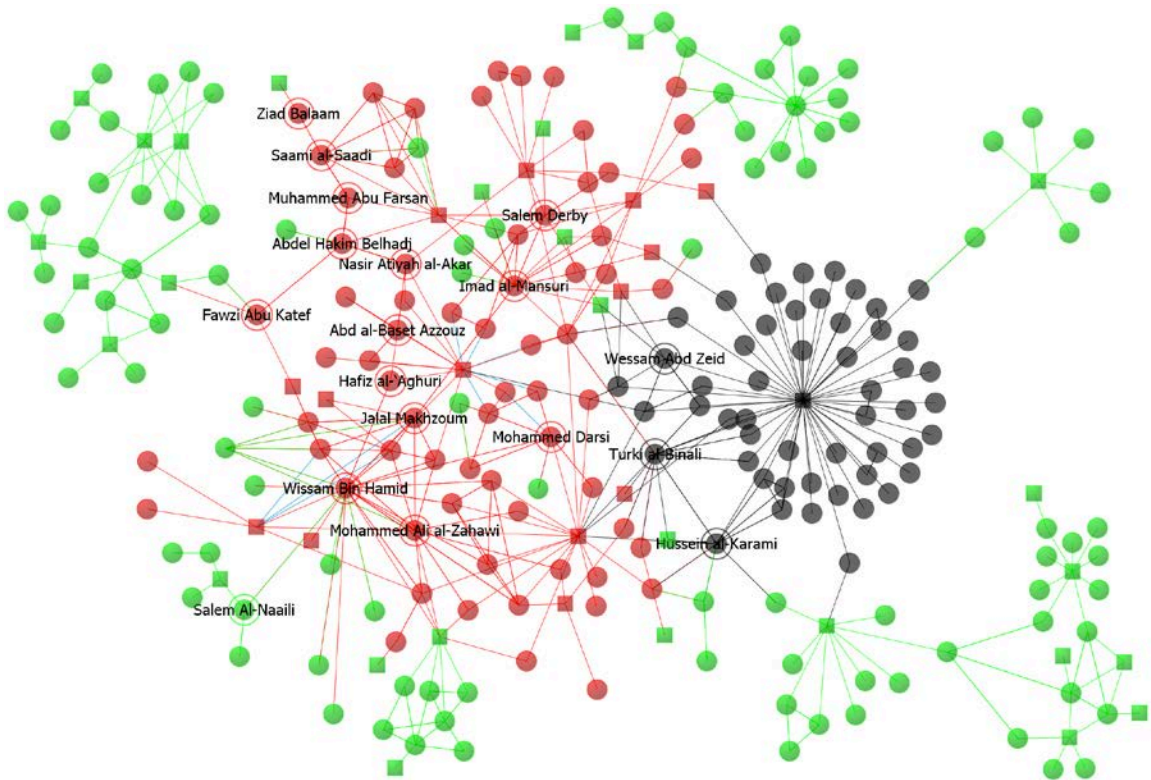 Ziad Balaam
Saami al-Saadi
Muhammed Abu Farsan
Salem Derby
Abdel Hakim Belhadj
Nasir Atiyah al-Akar
Imad al-Mansuri
Fawzi Abu Katef
Abd al-Baset Azzouz
Wessam Abd Zeid
Hafiz al-'Aghuri
Jalal Makhzoum
Mohammed Darsi
Turki al-Binali
Wissam Bin Hamid
Mohammed Ali al-Zahawi
Hussein al-Karami
Salem Al-Naaili